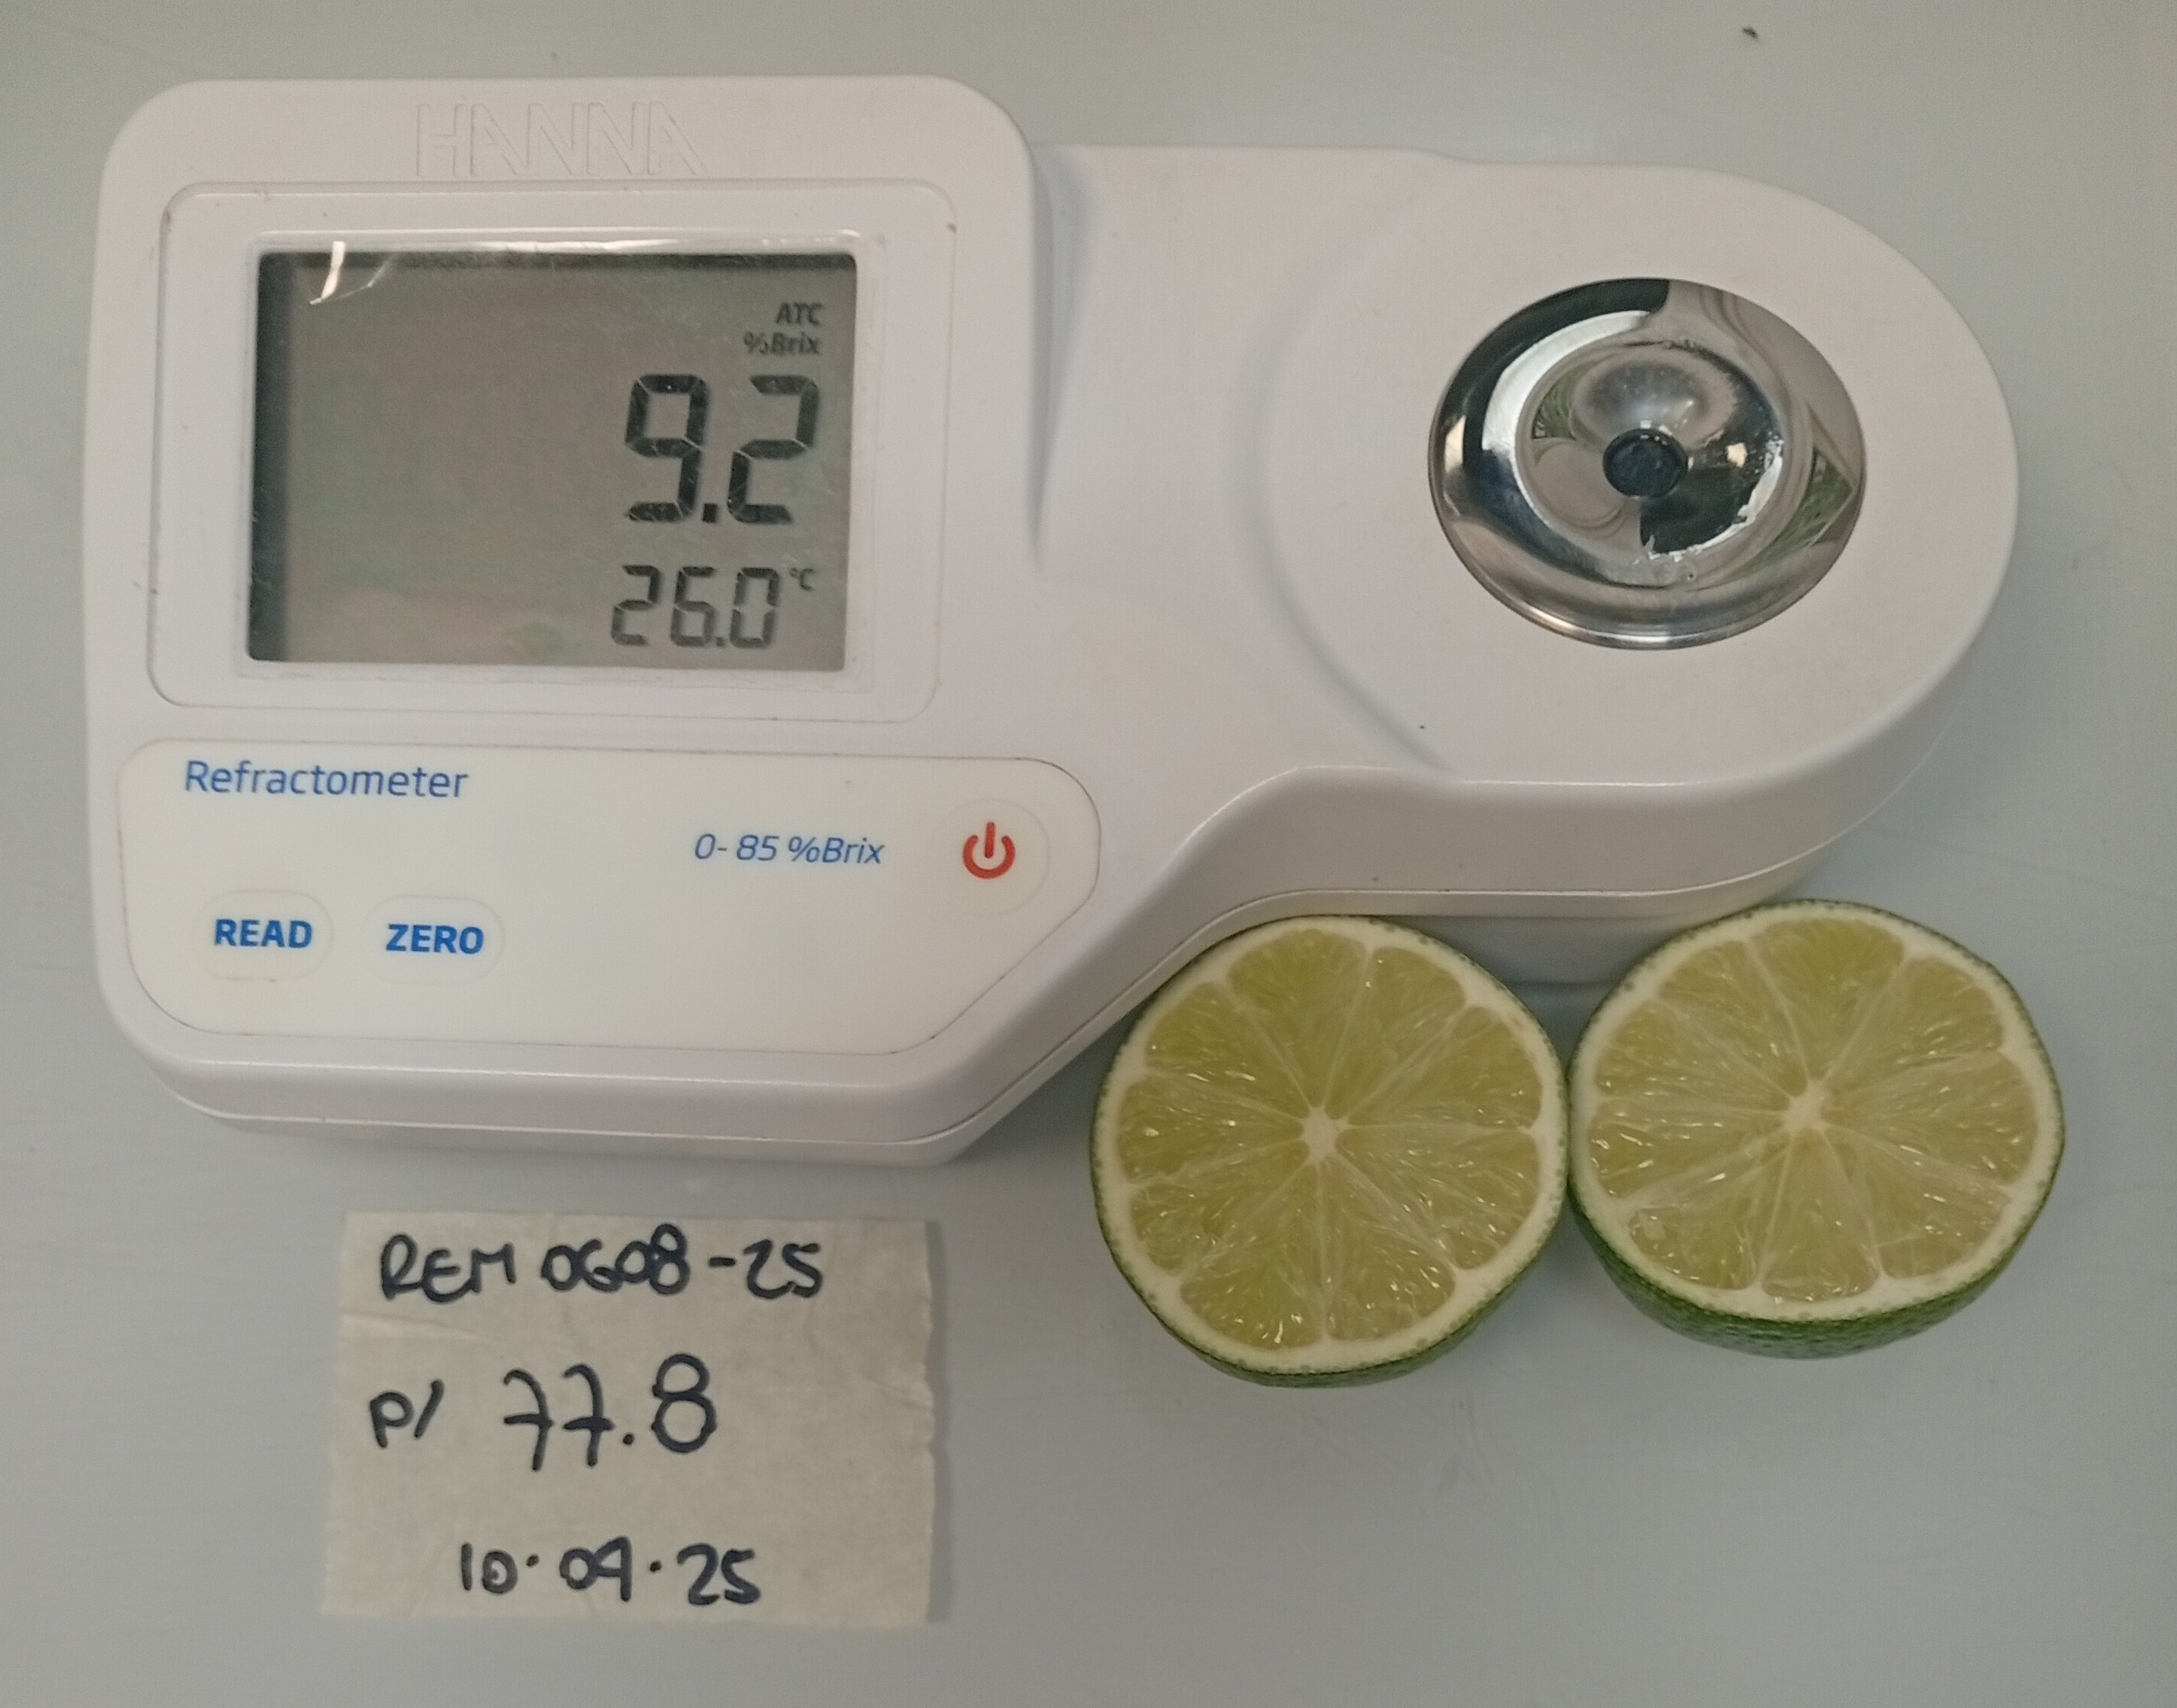 HANNA
ATC
%Brix
9.2
26.0 °C
Refractometer
0- 85 %Brix
READ ZERO
REM 0608-25
P/ 77.8
10.09.25